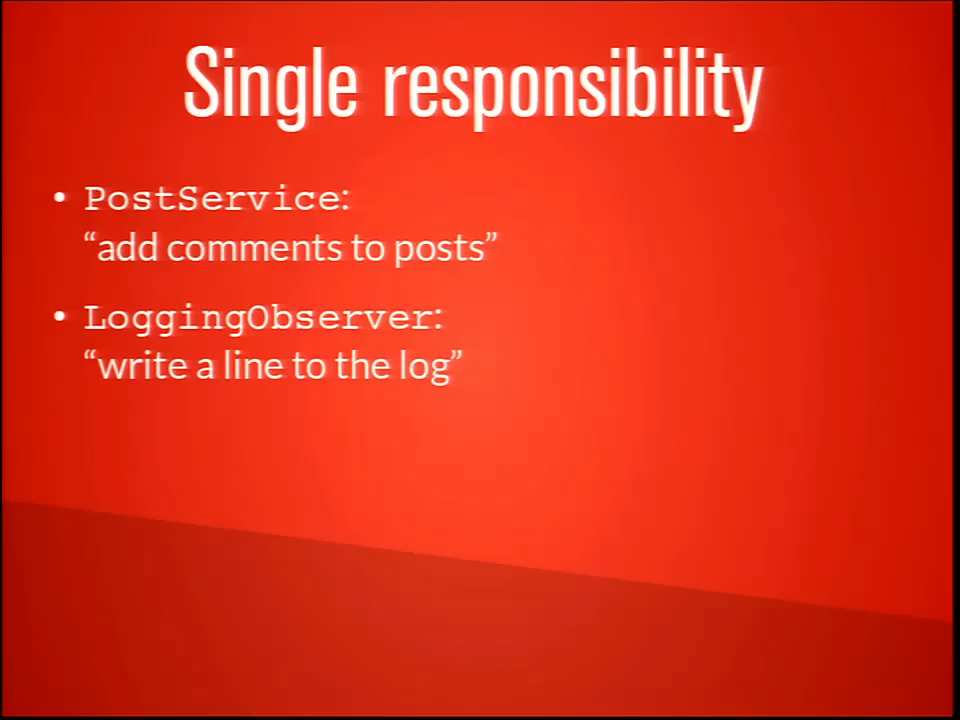 Single responsibility
• PostService:
“add comments to posts”
• LoggingObserver:
“write a line to the log”